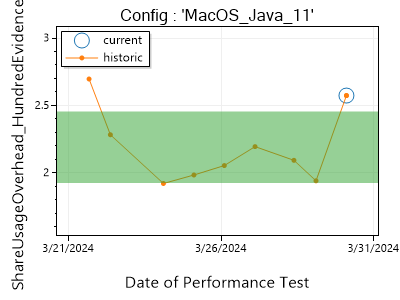 Config : 'MacOS_Java_11'
current
historic
ShareUsageOverhead_HundredEvidence
3
2.5
2
3/21/2024
3/26/2024
3/31/2024
Date of Performance Test